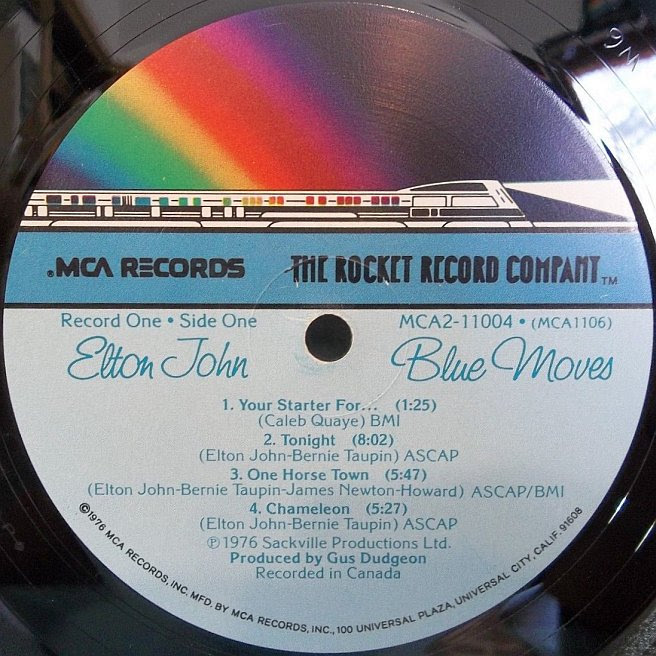 9M
®MCA RECORDS THE ROCKET RECORD COMPANY™
Record One • Side One MCA2-11004 • (MCA1106)
Elton John Blue Moves
1. Your Starter For... (1:25)
(Caleb Quaye) BMI
2. Tonight (8:02)
(Elton John-Bernie Taupin) ASCAP
3. One Horse Town (5:47)
(Elton John-Bernie Taupin-James Newton-Howard) ASCAP/BMI
4. Chameleon (5:27)
(Elton John-Bernie Taupin) ASCAP
℗1976 Sackville Productions Ltd.
Produced by Gus Dudgeon
Recorded in Canada
©1976 MCA RECORDS, INC. MFD. BY MCA RECORDS, INC., 100 UNIVERSAL PLAZA, UNIVERSAL CITY, CALIF. 91608